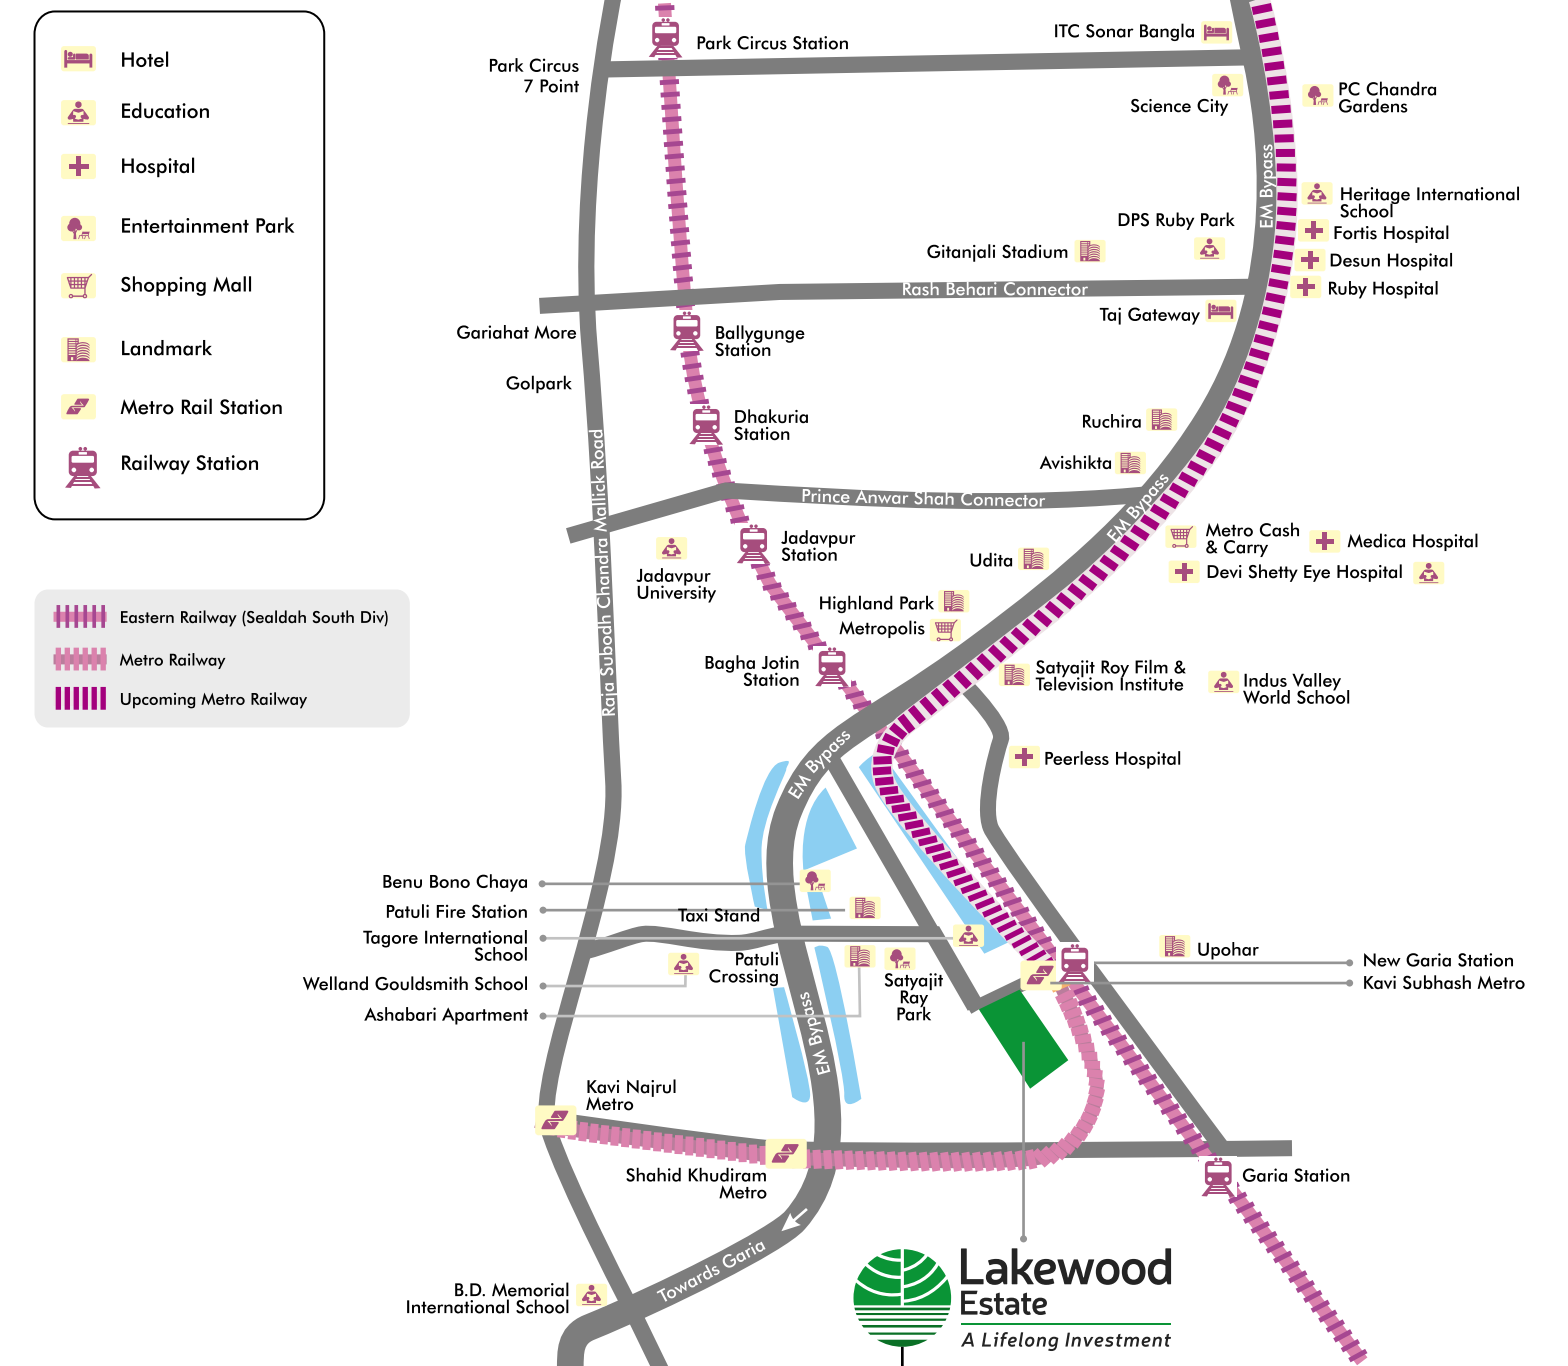 Hotel
Education
Hospital
Entertainment Park
Shopping Mall
Landmark
Metro Rail Station
Railway Station
Eastern Railway (Sealdah South Div)
Metro Railway
Upcoming Metro Railway
Park Circus Station
Park Circus
7 Point
ITC Sonar Bangla
Science City
PC Chandra
Gardens
EM Bypass
Heritage International
School
DPS Ruby Park
Fortis Hospital
Gitanjali Stadium
Desun Hospital
Rash Behari Connector
Ruby Hospital
Taj Gateway
Gariahat More
Ballygunge
Station
Golpark
Dhakuria
Station
Ruchira
Avishikta
Raja Subodh Chandra Mallick Road
Prince Anwar Shah Connector
EM Bypass
Jadavpur
Station
Metro Cash
& Carry
Medica Hospital
Udita
Devi Shetty Eye Hospital
Jadavpur
University
Highland Park
Metropolis
Bagha Jotin
Station
Satyajit Roy Film &
Television Institute
Indus Valley
World School
EM Bypass
Peerless Hospital
Benu Bono Chaya
Patuli Fire Station
Taxi Stand
Tagore International
School
Patuli
Crossing
Welland Gouldsmith School
Satyajit
Ray
Park
Ashabari Apartment
Upohar
New Garia Station
Kavi Subhash Metro
EM Bypass
Kavi Najrul
Metro
Shahid Khudiram
Metro
Garia Station
Towards Garia
B.D. Memorial
International School
Lakewood
Estate
A Lifelong Investment